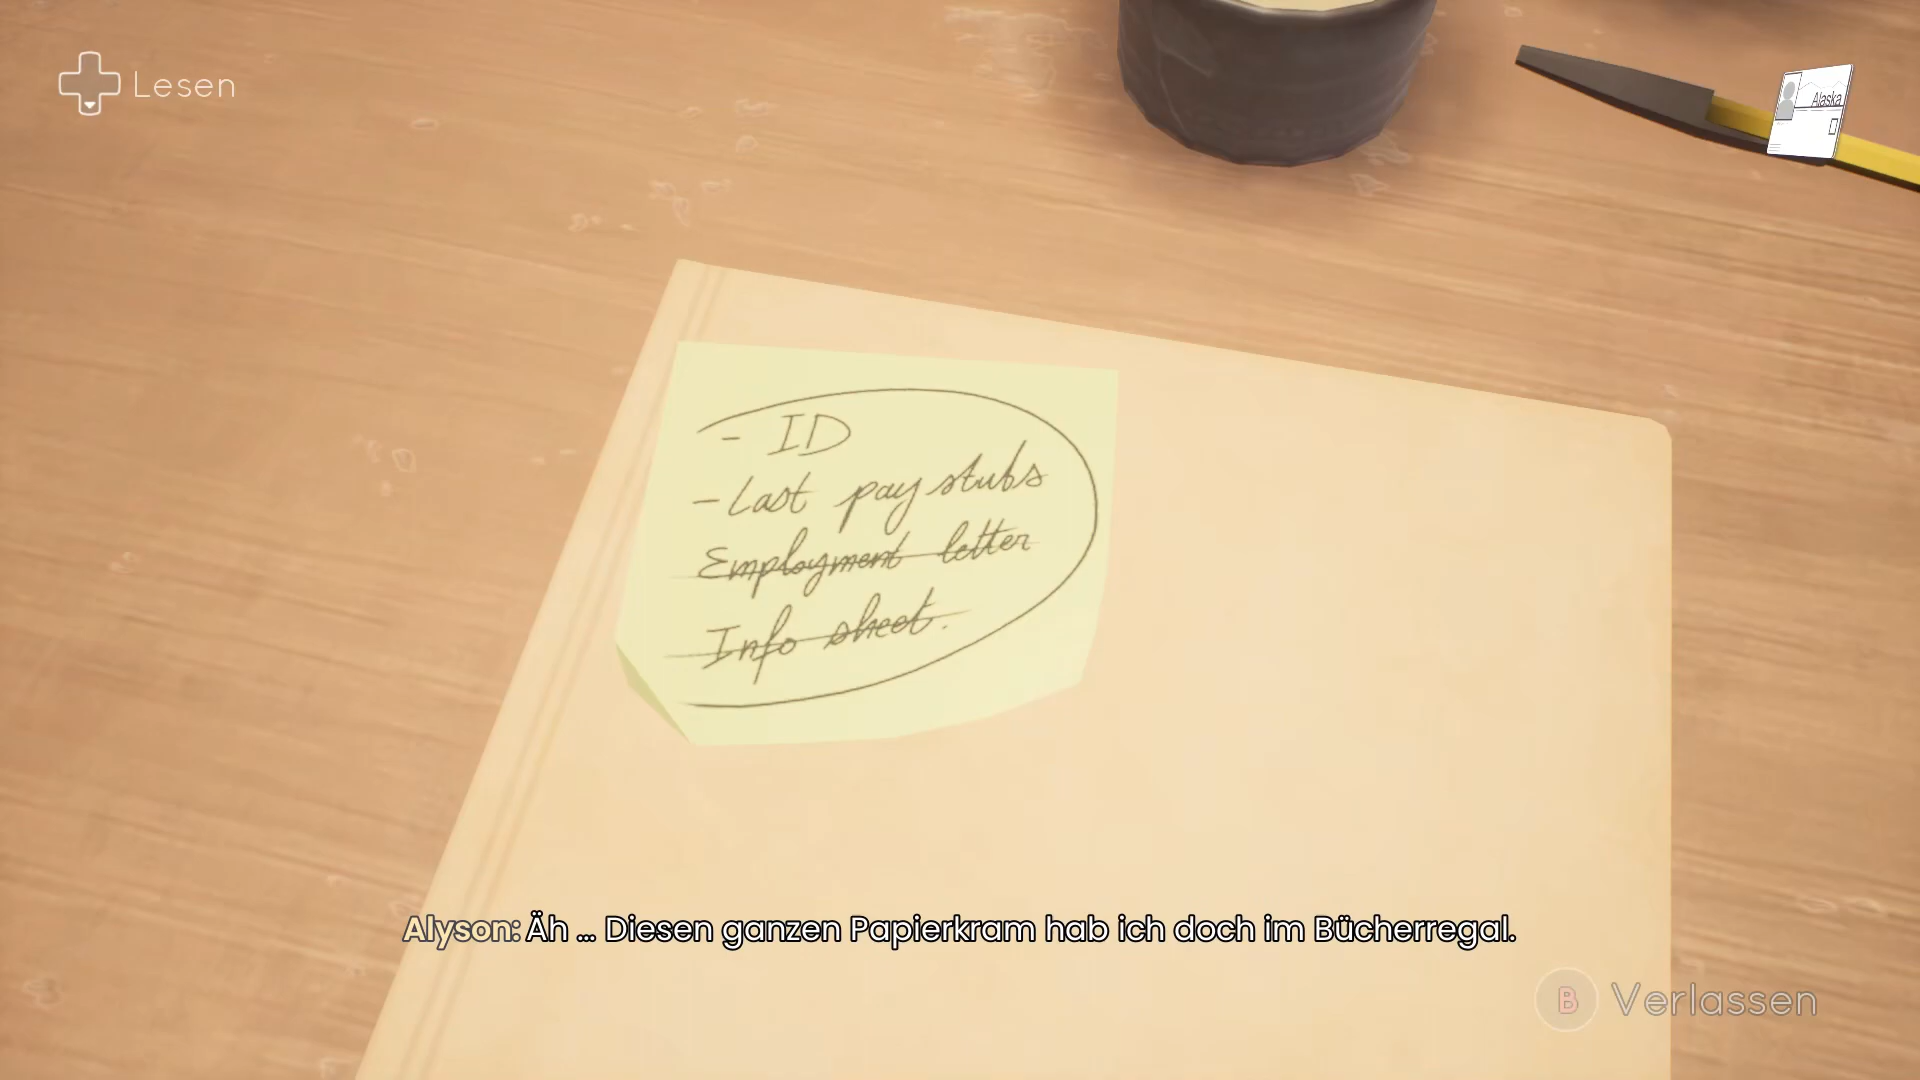 Lesen
Alaska
- ID
- Last pay stubs
Employment letter
Info sheet.
Alyson: Äh ... Diesen ganzen Papierkram hab ich doch im Bücherregal.
B Verlassen